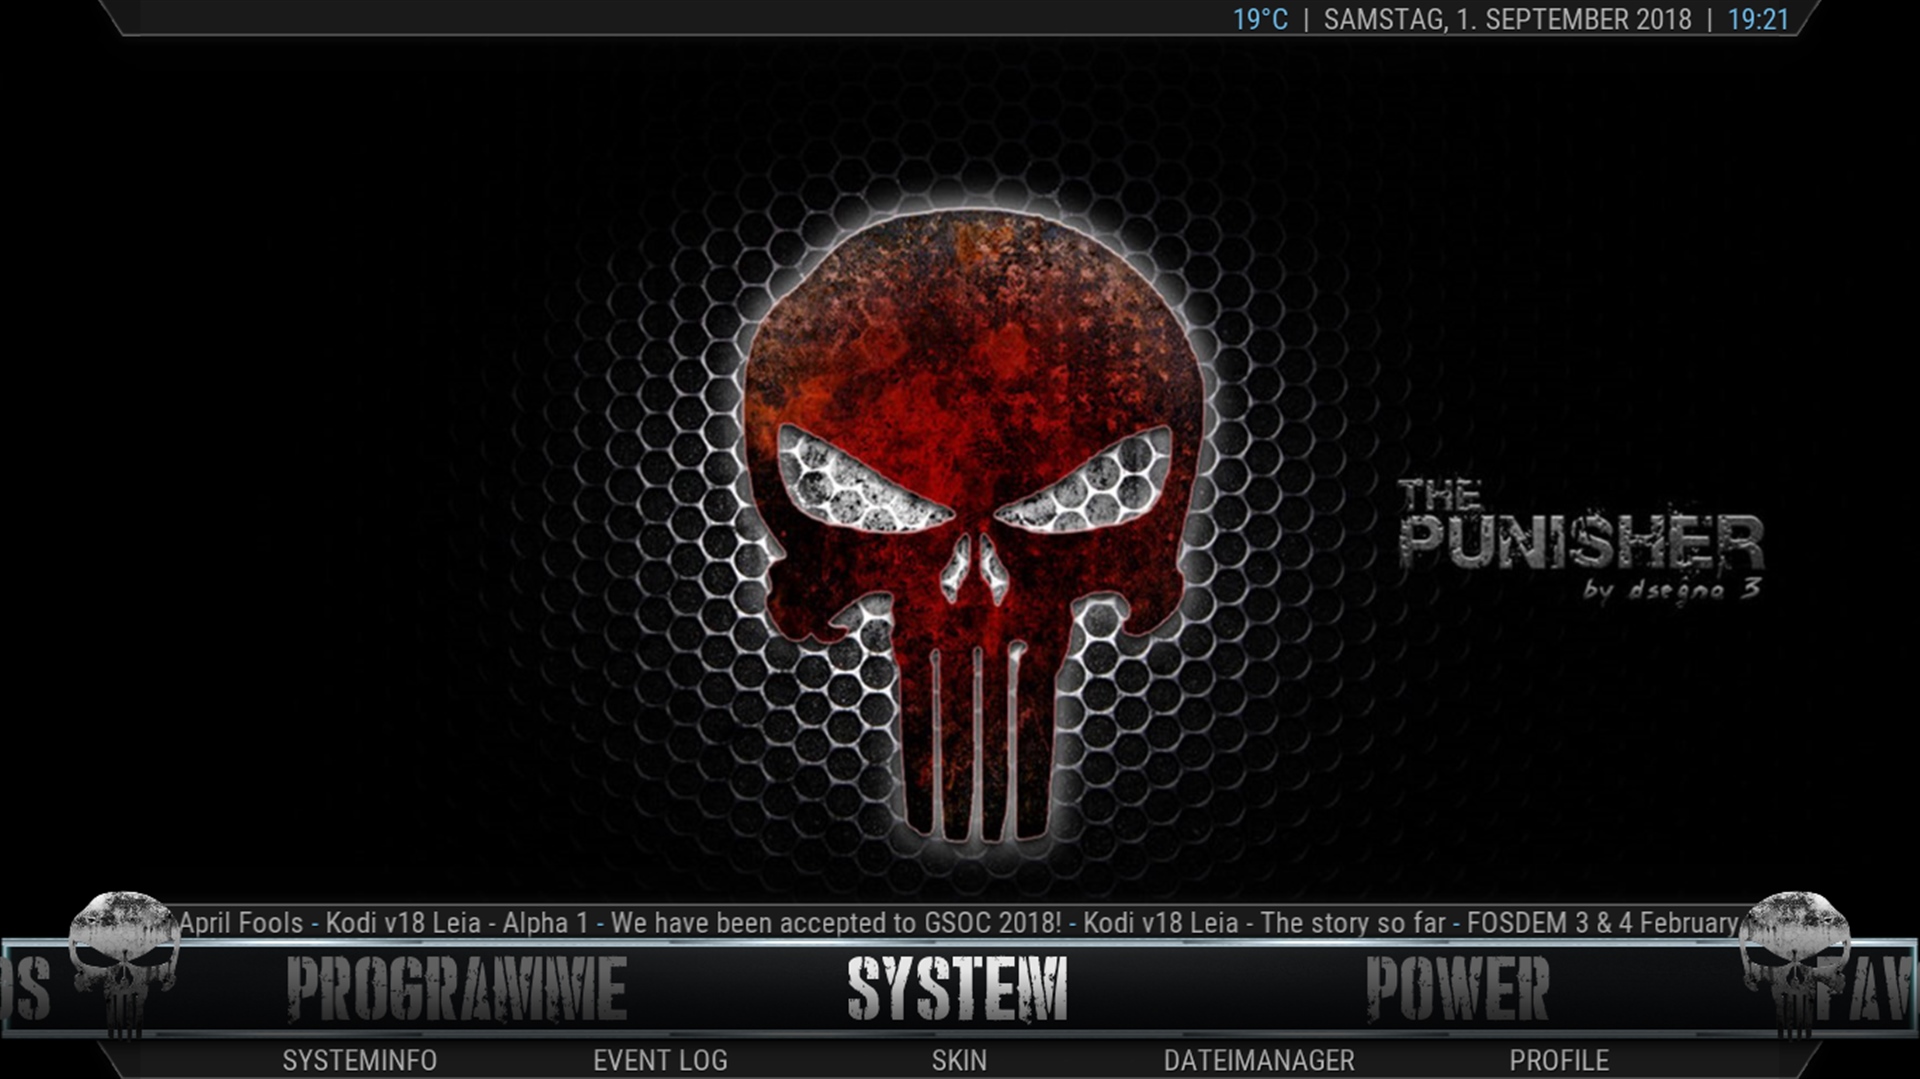 19°C | SAMSTAG, 1. SEPTEMBER 2018 | 19:21
THE
PUNISHER
by dsegno 3
April Fools - Kodi v18 Leia - Alpha 1 - We have been accepted to GSOC 2018! - Kodi v18 Leia - The story so far - FOSDEM 3 & 4 February
OS PROGRAMME SYSTEM POWER FAV
SYSTEMINFO EVENT LOG SKIN DATEIMANAGER PROFILE